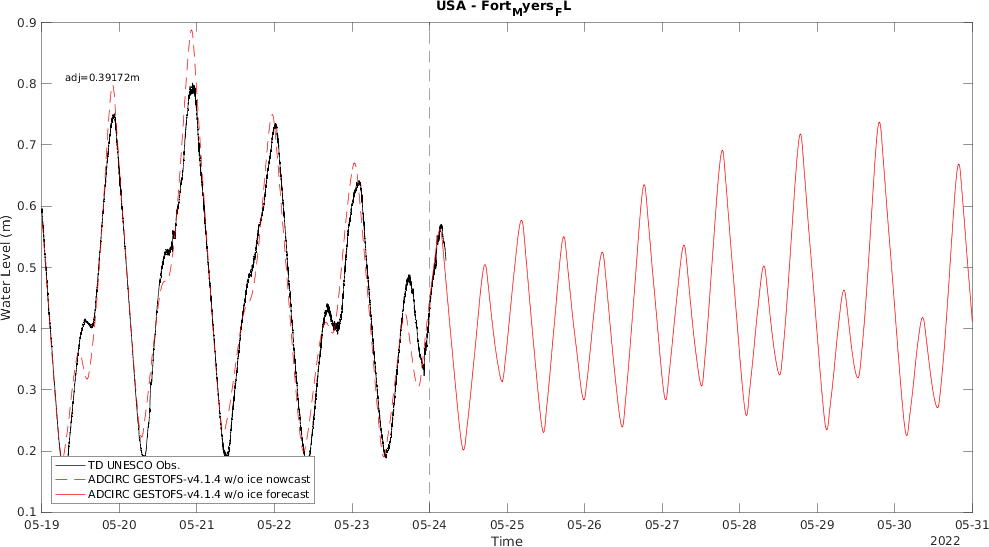 USA - FortMyersFL
0.9
0.8
0.7
0.6
0.5
0.4
0.3
0.2
0.1
Water Level (m)
adj=0.39172m
TD UNESCO Obs.
ADCIRC GESTOFS-v4.1.4 w/o ice nowcast
ADCIRC GESTOFS-v4.1.4 w/o ice forecast
05-19 05-20 05-21 05-22 05-23 05-24 05-25 05-26 05-27 05-28 05-29 05-30 05-31
Time
2022